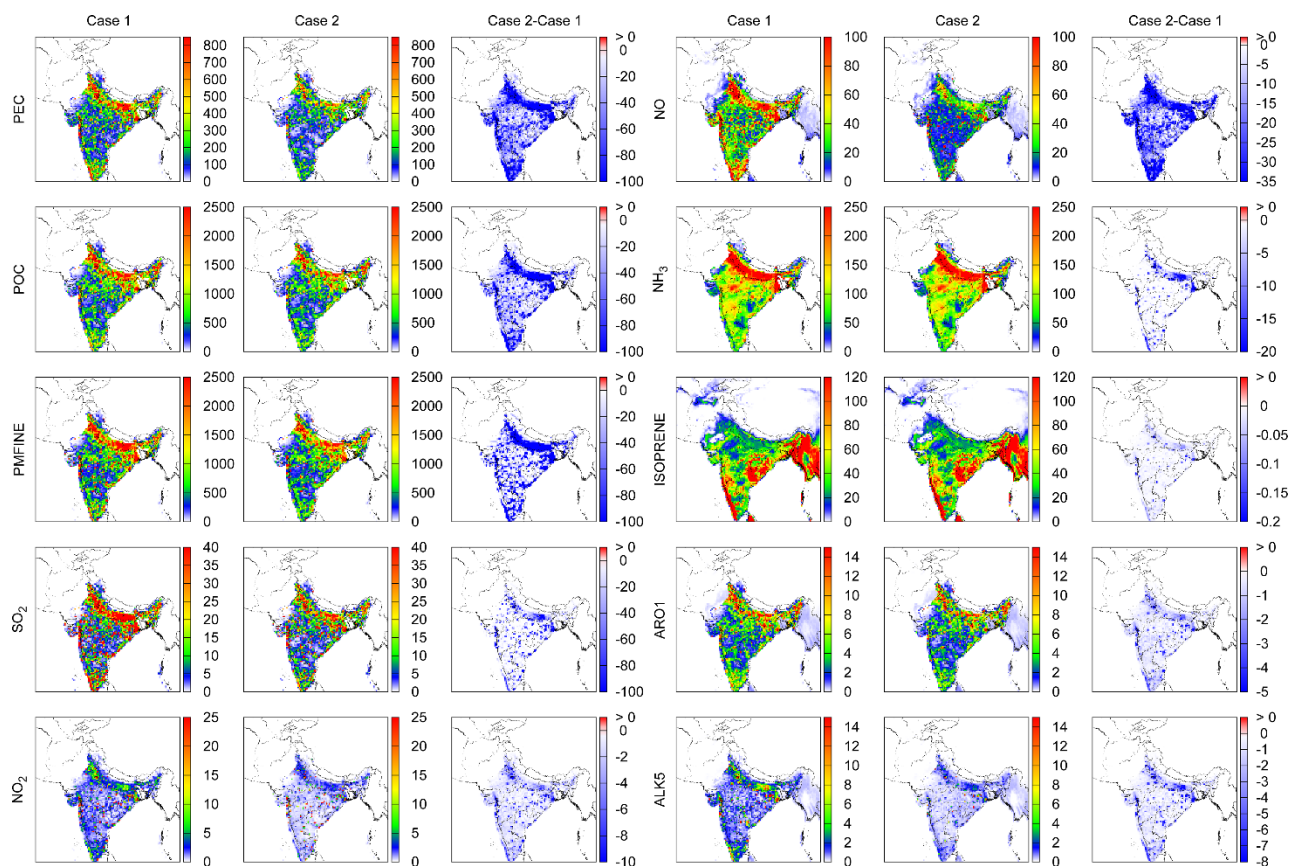 Case 1 Case 2 Case 2-Case 1 Case 1 Case 2 Case 2-Case 1
PEC
800 700 600 500 400 300 200 100 0
800 700 600 500 400 300 200 100 0
> 0 0 -20 -40 -60 -80 -100
NO
100 80 60 40 20 0
100 80 60 40 20 0
> 0 0 -5 -10 -15 -20 -25 -30 -35
POC
2500 2000 1500 1000 500 0
2500 2000 1500 1000 500 0
> 0 0 -20 -40 -60 -80 -100
NH3
250 200 150 100 50 0
250 200 150 100 50 0
> 0 0 -5 -10 -15 -20
PMFINE
2500 2000 1500 1000 500 0
2500 2000 1500 1000 500 0
> 0 0 -20 -40 -60 -80 -100
ISOPRENE
120 100 80 60 40 20 0
120 100 80 60 40 20 0
> 0 0 -0.05 -0.1 -0.15 -0.2
SO2
40 35 30 25 20 15 10 5 0
40 35 30 25 20 15 10 5 0
> 0 0 -20 -40 -60 -80 -100
ARO1
14 12 10 8 6 4 2 0
14 12 10 8 6 4 2 0
> 0 0 -1 -2 -3 -4 -5
NO2
25 20 15 10 5 0
25 20 15 10 5 0
> 0 0 -2 -4 -6 -8 -10
ALK5
14 12 10 8 6 4 2 0
14 12 10 8 6 4 2 0
> 0 0 -1 -2 -3 -4 -5 -6 -7 -8